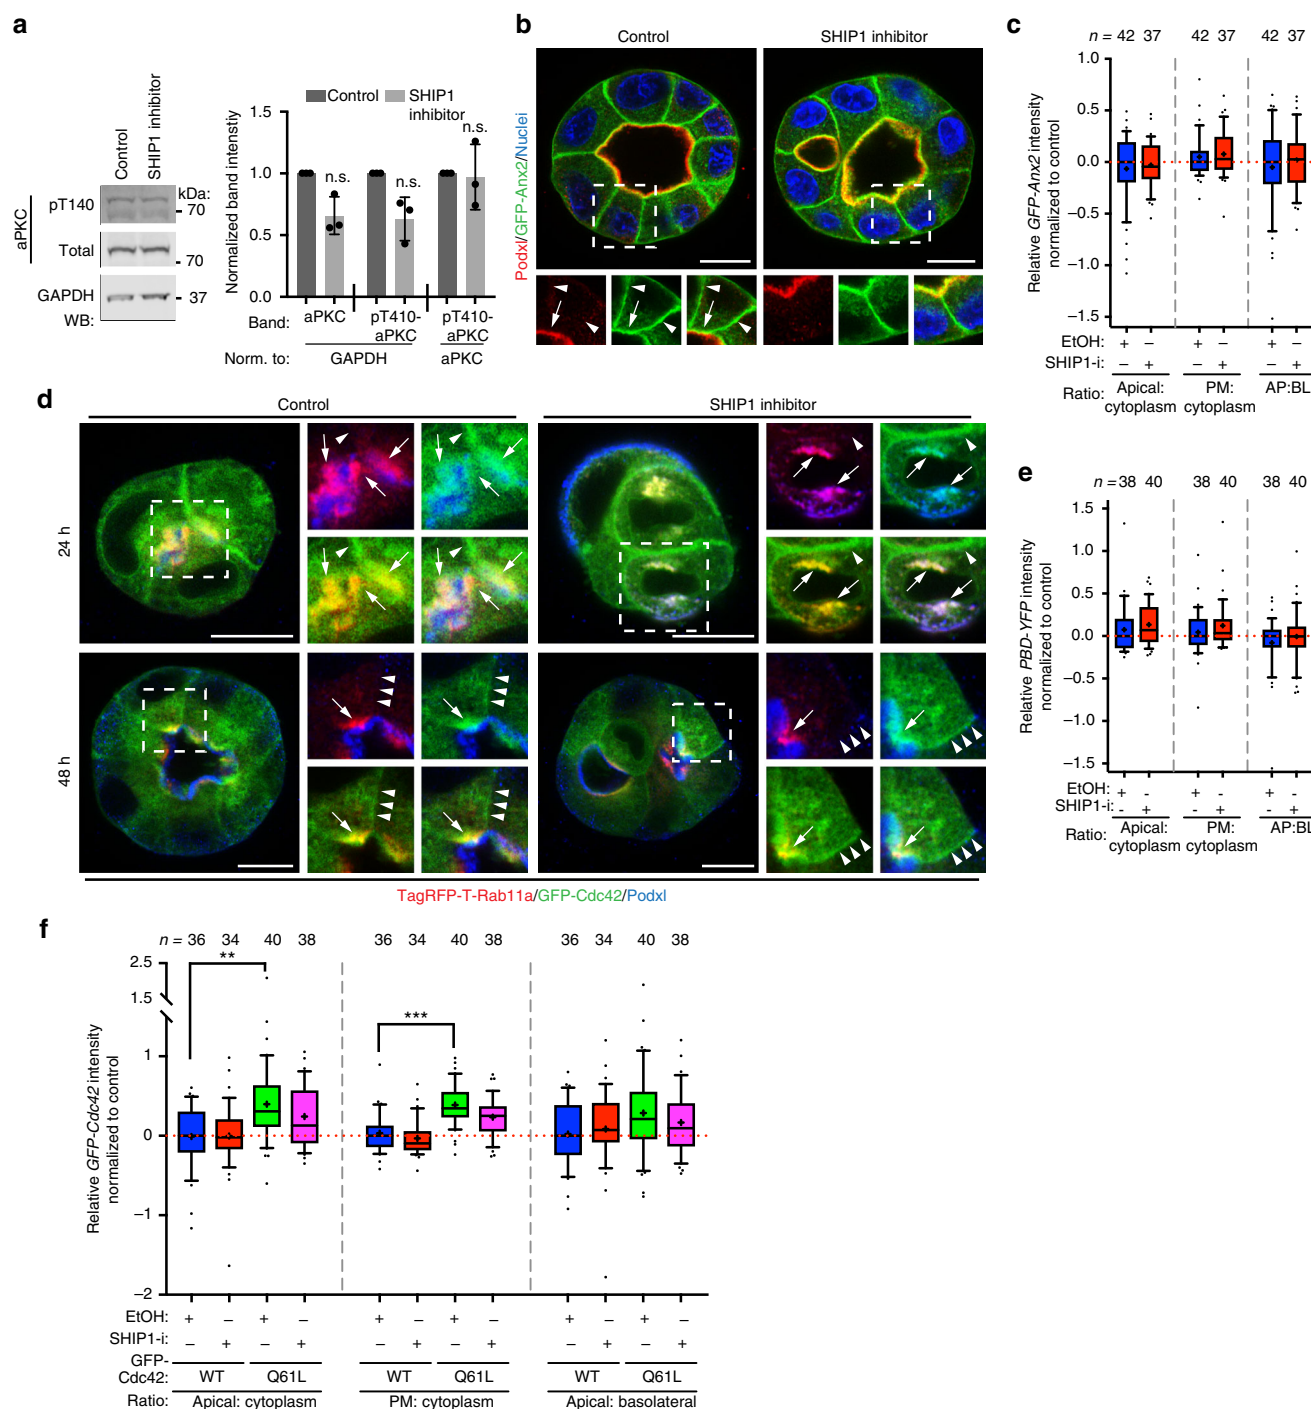 a
Control
SHIP1 inhibitor
kDa:
aPKC
pT140
70
Total
70
GAPDH
37
WB:
Normalized band intenstiy
1.5
1.0
0.5
0.0
Control
SHIP1
inhibitor
n.s.
n.s.
n.s.
Band:
aPKC
pT410-
aPKC
pT410-
aPKC
Norm. to:
GAPDH
aPKC
b
Control
SHIP1 inhibitor
Podxl/GFP-Anx2/Nuclei
c
n = 42 37 42 37 42 37
Relative GFP-Anx2 intensity
normalized to control
1.0
0.5
0.0
−0.5
−1.0
−1.5
EtOH: + – + – + –
SHIP1-i: – + – + – +
Ratio:
Apical:
cytoplasm
PM:
cytoplasm
AP:BL
d
Control
SHIP1 inhibitor
24 h
48 h
TagRFP-T-Rab11a/GFP-Cdc42/Podxl
e
n = 38 40 38 40 38 40
Relative PBD-YFP intensity
normalized to control
1.5
1.0
0.5
0.0
−0.5
−1.0
−1.5
EtOH: + - + - + -
SHIP1-i: - + - + - +
Ratio:
Apical:
cytoplasm
PM:
cytoplasm
AP:BL
f
n = 36 34 40 38 36 34 40 38 36 34 40 38
Relative GFP-Cdc42 intensity
normalized to control
2.5
1.5
1
0
−1
−2
**
***
EtOH: + – + – + – + – + – + –
SHIP1-i: – + – + – + – + – + – +
GFP-
Cdc42:
WT Q61L WT Q61L WT Q61L
Ratio: Apical: cytoplasm PM: cytoplasm Apical: basolateral